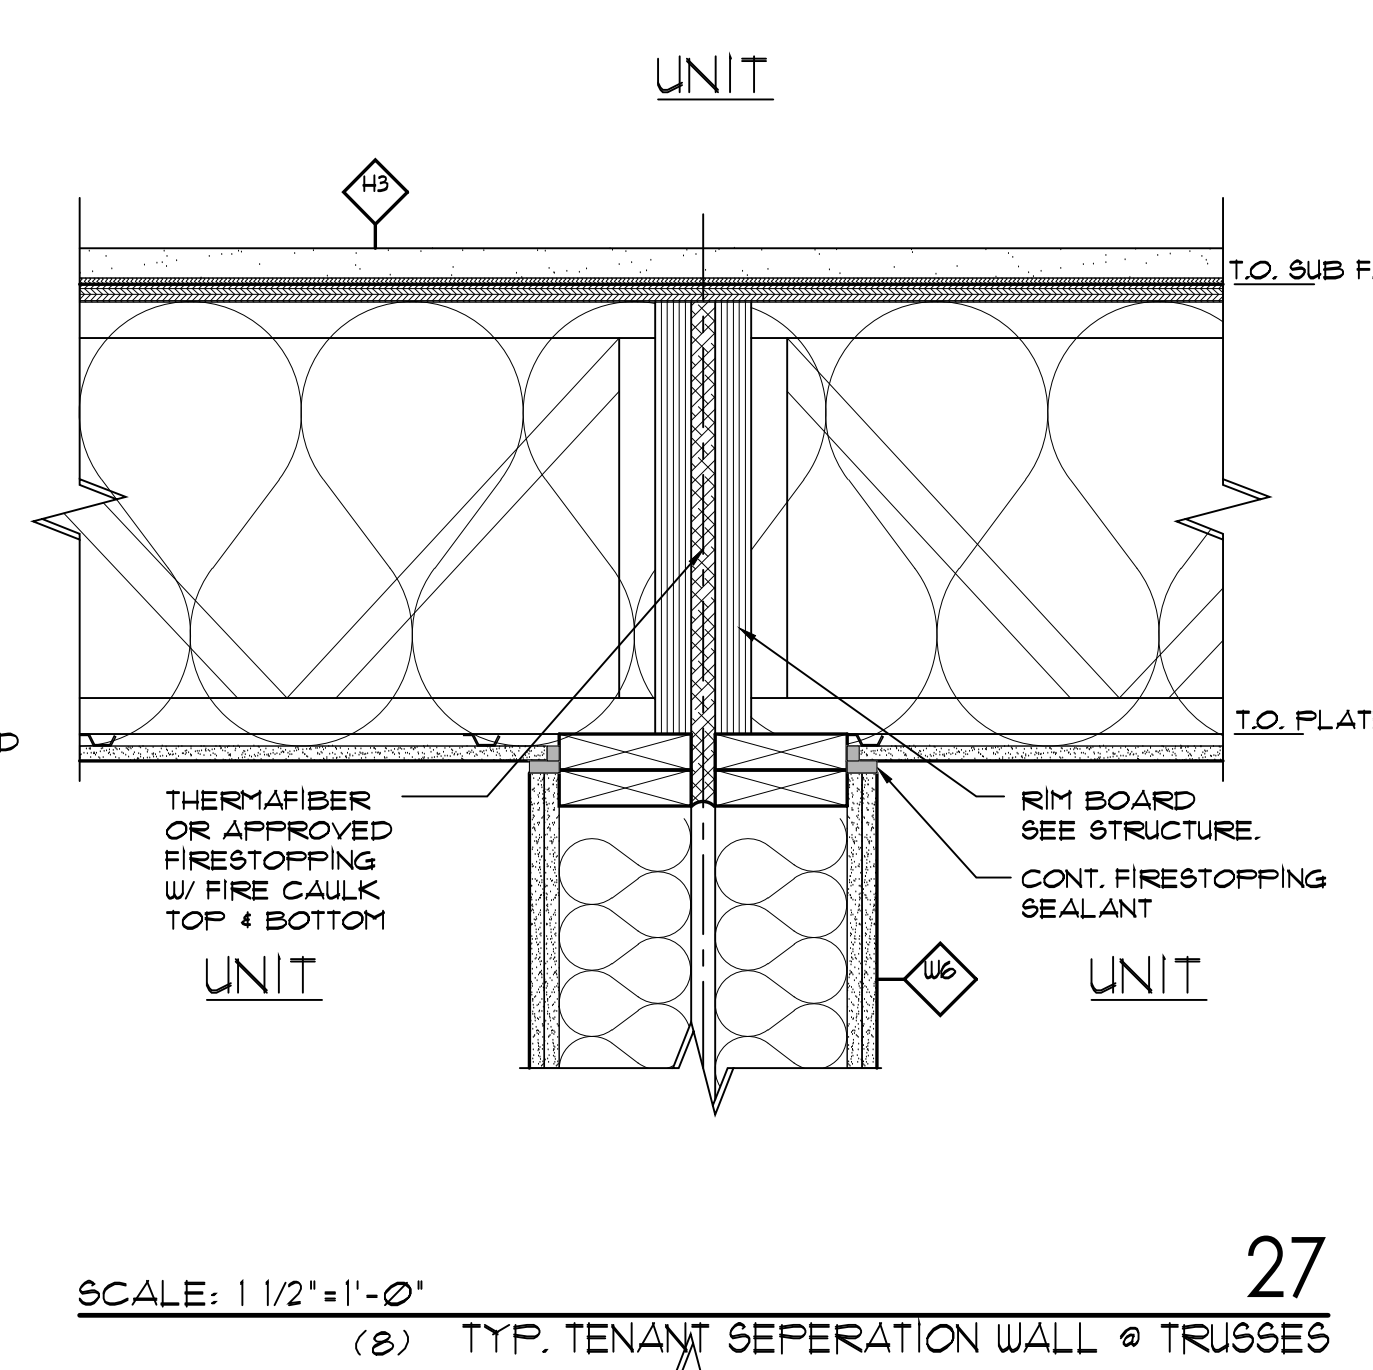 UNIT
H3
T.O. SUB F
T.O. PLAT
THERMAFIBER
OR APPROVED
FIRESTOPPING
W/ FIRE CAULK
TOP & BOTTOM
RIM BOARD
SEE STRUCTURE.
CONT. FIRESTOPPING
SEALANT
UNIT
W6
UNIT
27
SCALE: 1 1/2"=1'-0"
(8) TYP. TENANT SEPERATION WALL @ TRUSSES